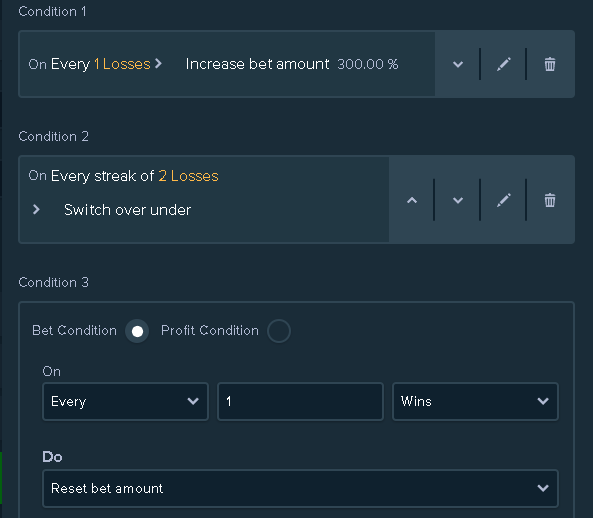 Condition 1
On Every 1 Losses Increase bet amount 300.00 %
Condition 2
On Every streak of 2 Losses
Switch over under
Condition 3
Bet Condition Profit Condition
On
Every 1 Wins
Do
Reset bet amount